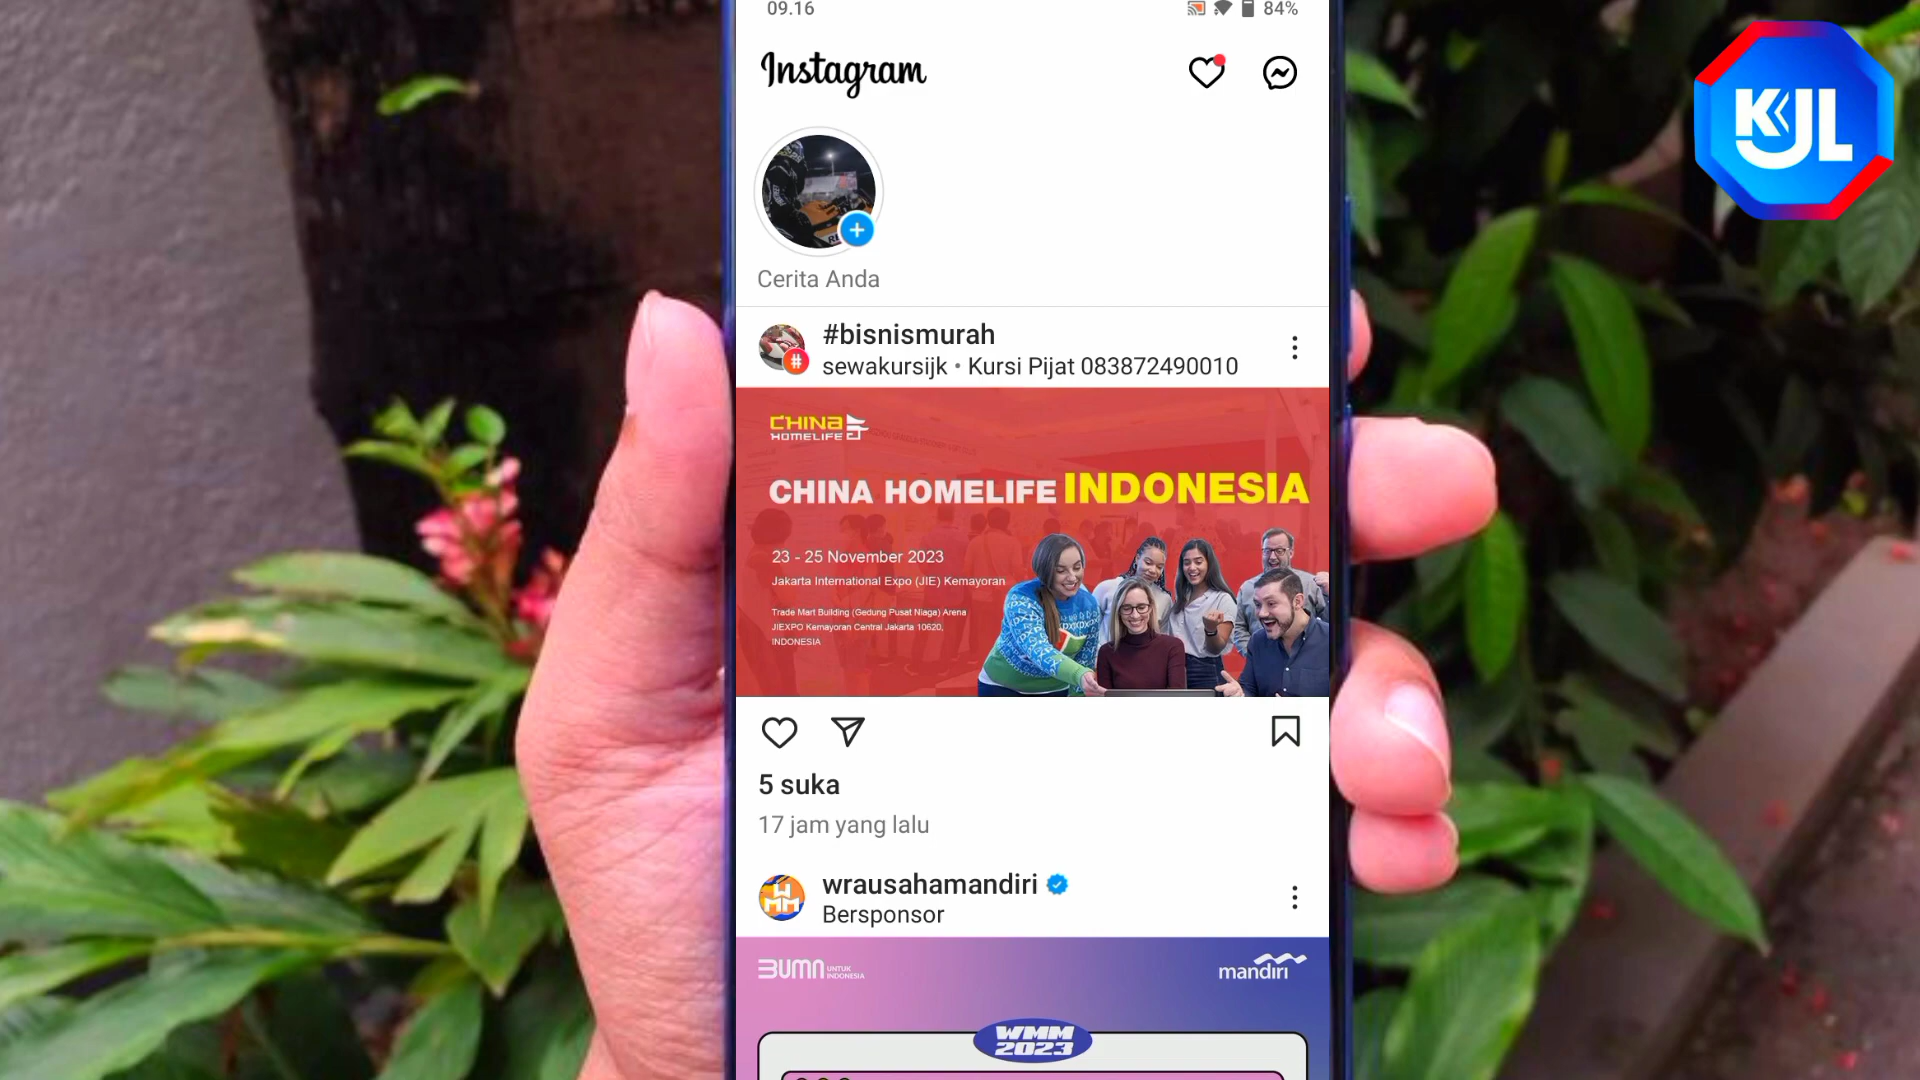 09.16
84%
Instagram
KJL
Cerita Anda
#bisnismurah
sewakursijk • Kursi Pijat 083872490010
CHINA
HOMELIFE
CHINA HOMELIFE INDONESIA
23 - 25 November 2023
Jakarta International Expo (JIE) Kemayoran
Trade Mart Building (Gedung Pusat Niaga) Arena
JIEXPO Kemayoran Central Jakarta 10620,
INDONESIA
5 suka
17 jam yang lalu
wrausahamandiri
Bersponsor
BUMN UNTUK
INDONESIA
mandiri
WMM
2023